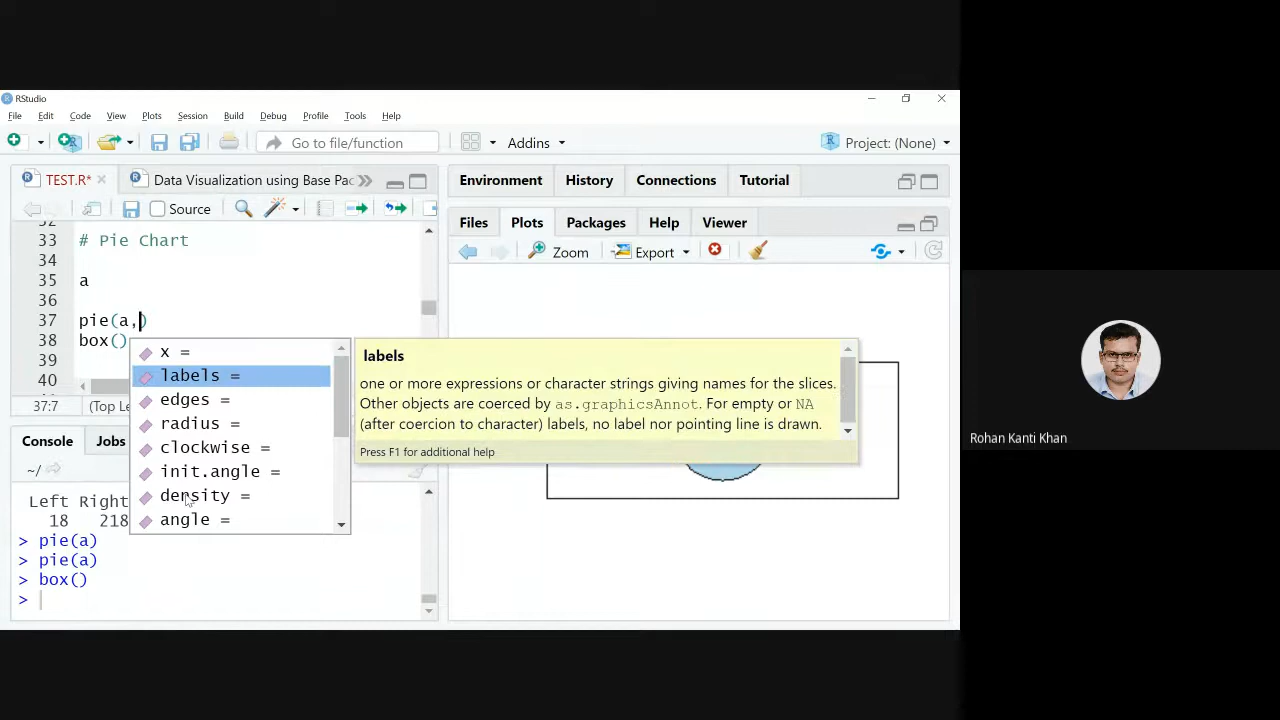 RStudio
File Edit Code View Plots Session Build Debug Profile Tools Help
Go to file/function Addins Project: (None)
TEST.R* Data Visualization using Base Pac
Source
33 # Pie Chart
34
35 a
36
37 pie(a,)
38 box()
39
40
37:7 (Top Le
x =
labels =
edges =
radius =
clockwise =
init.angle =
density =
angle =
labels
one or more expressions or character strings giving names for the slices.
Other objects are coerced by as.graphicsAnnot. For empty or NA
(after coercion to character) labels, no label nor pointing line is drawn.
Press F1 for additional help
Console Jobs
~/
Left Right
18 218
> pie(a)
> pie(a)
> box()
>
Environment History Connections Tutorial
Files Plots Packages Help Viewer
Zoom Export
Rohan Kanti Khan